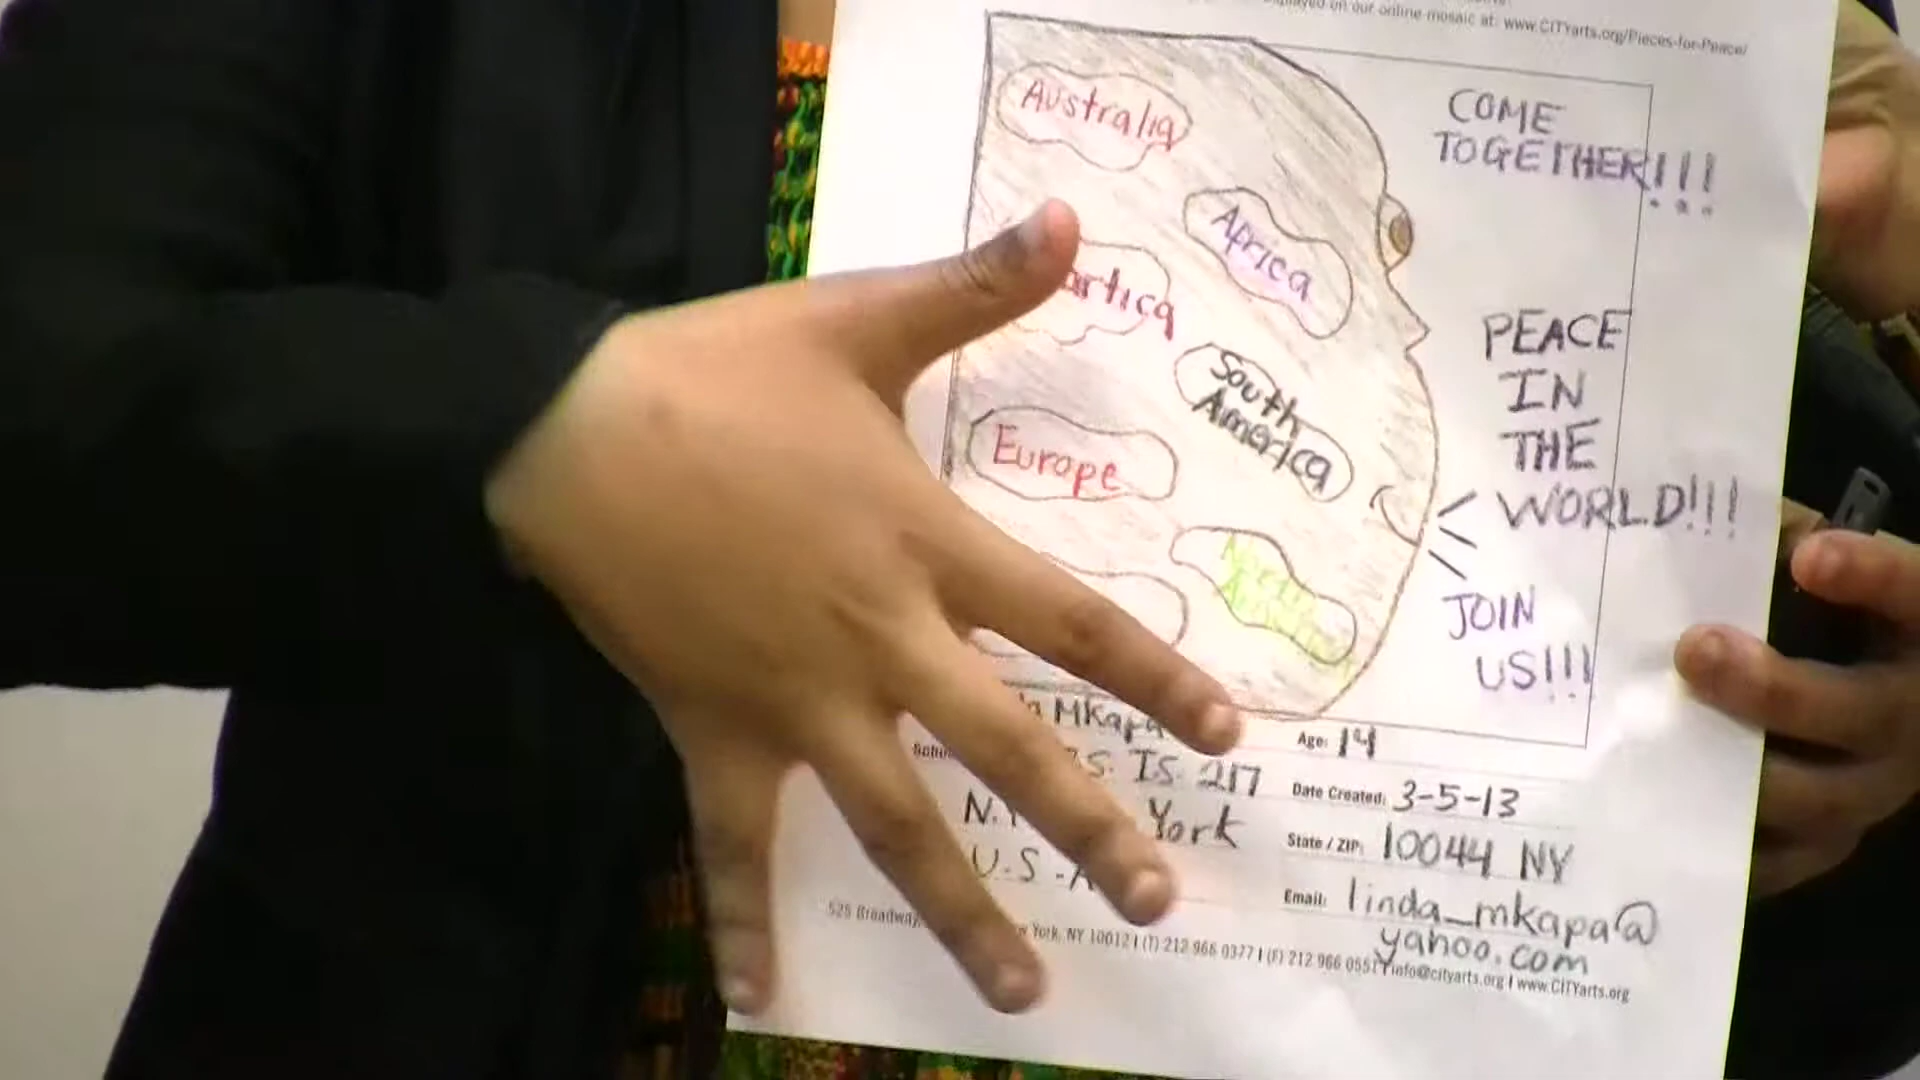 displayed on our online mosaic at: www.CITYarts.org/Pieces-for-Peace/
Australia
COME
TOGETHER!!!
Aprica
artica
PEACE
IN
THE
WORLD!!!
South
America
Europe
JOIN
US!!!
Mkapa
Age: 14
S. IS 217
Date Created: 3-5-13
N.Y York
State / ZIP: 10044 NY
U.S.A
Email: linda_mkapa@
yahoo.com
525 Broadway, York, NY 10012 | (T) 212 966 0377 | (F) 212 966 0551 | info@cityarts.org | www.CITYarts.org